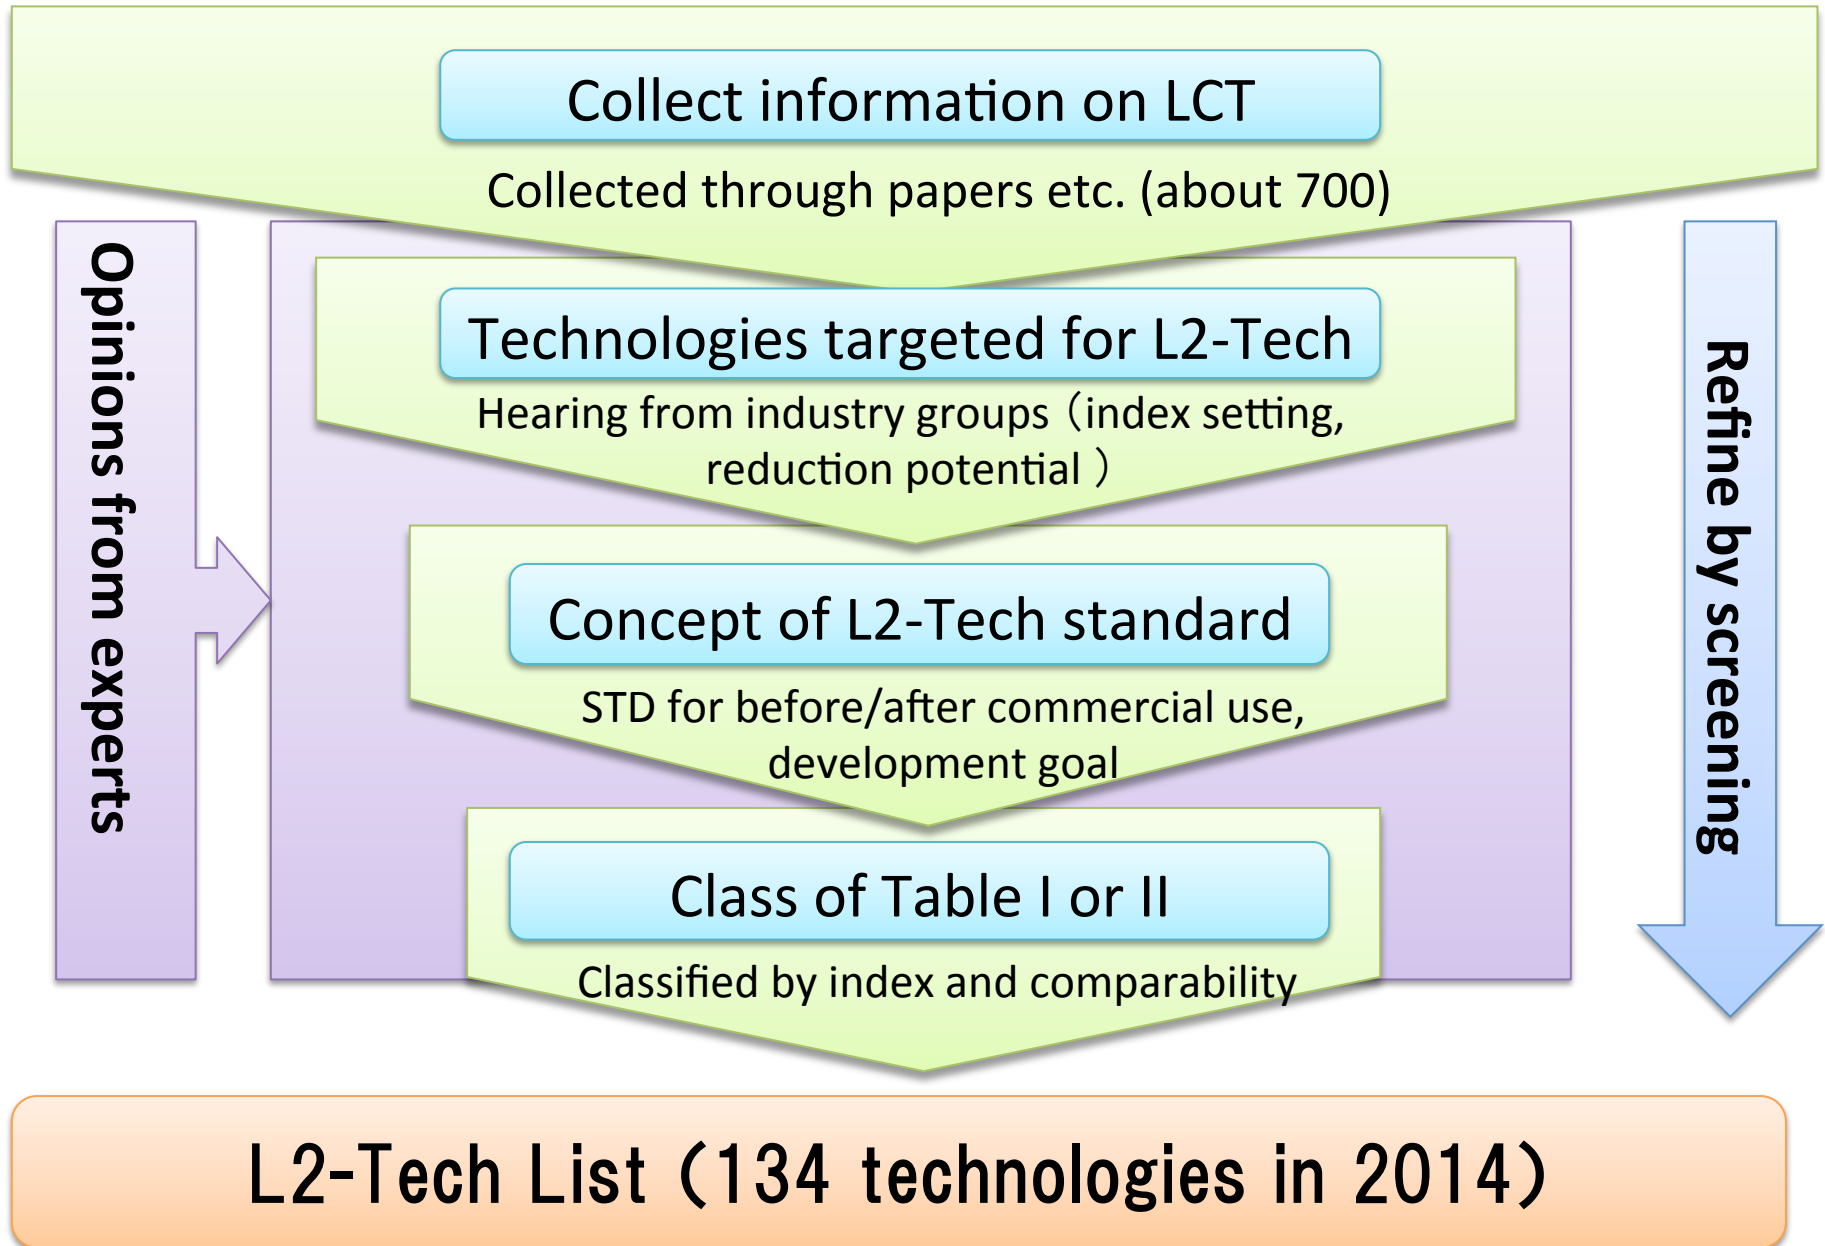 Collect information on LCT
Collected through papers etc. (about 700)
Opinions from experts
Technologies targeted for L2-Tech
Hearing from industry groups（index setting,
reduction potential ）
Concept of L2-Tech standard
STD for before/after commercial use,
development goal
Class of Table I or II
Classified by index and comparability
Refine by screening
L2-Tech List（134 technologies in 2014）